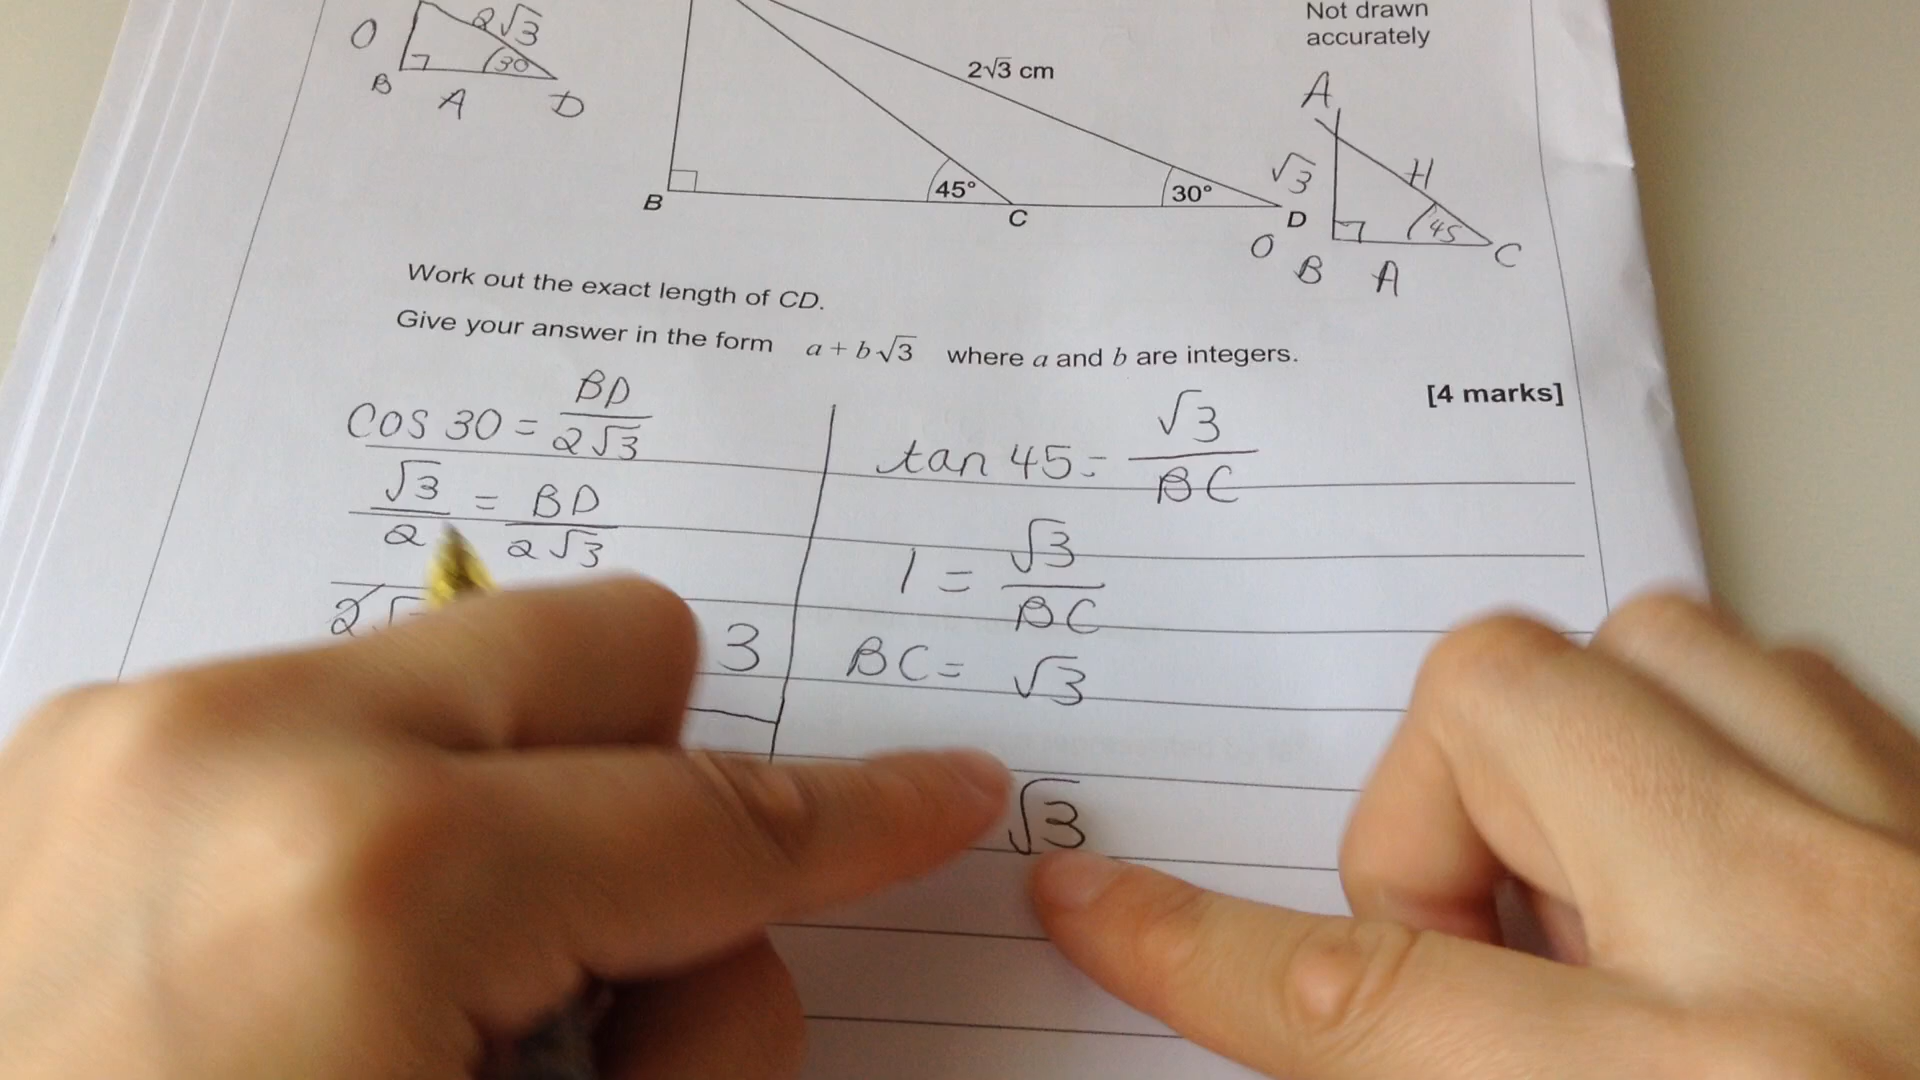 Not drawn
accurately
O
2√3
30
B
A
D
2√3 cm
45°
30°
B
C
D
A
√3
H
45
O
B
A
C
Work out the exact length of CD.
Give your answer in the form a + b√3 where a and b are integers.
[4 marks]
cos 30 = BD
2√3
√3 = BD
2 2√3
3
tan 45 = √3
BC
1 = √3
BC
BC = √3
√3